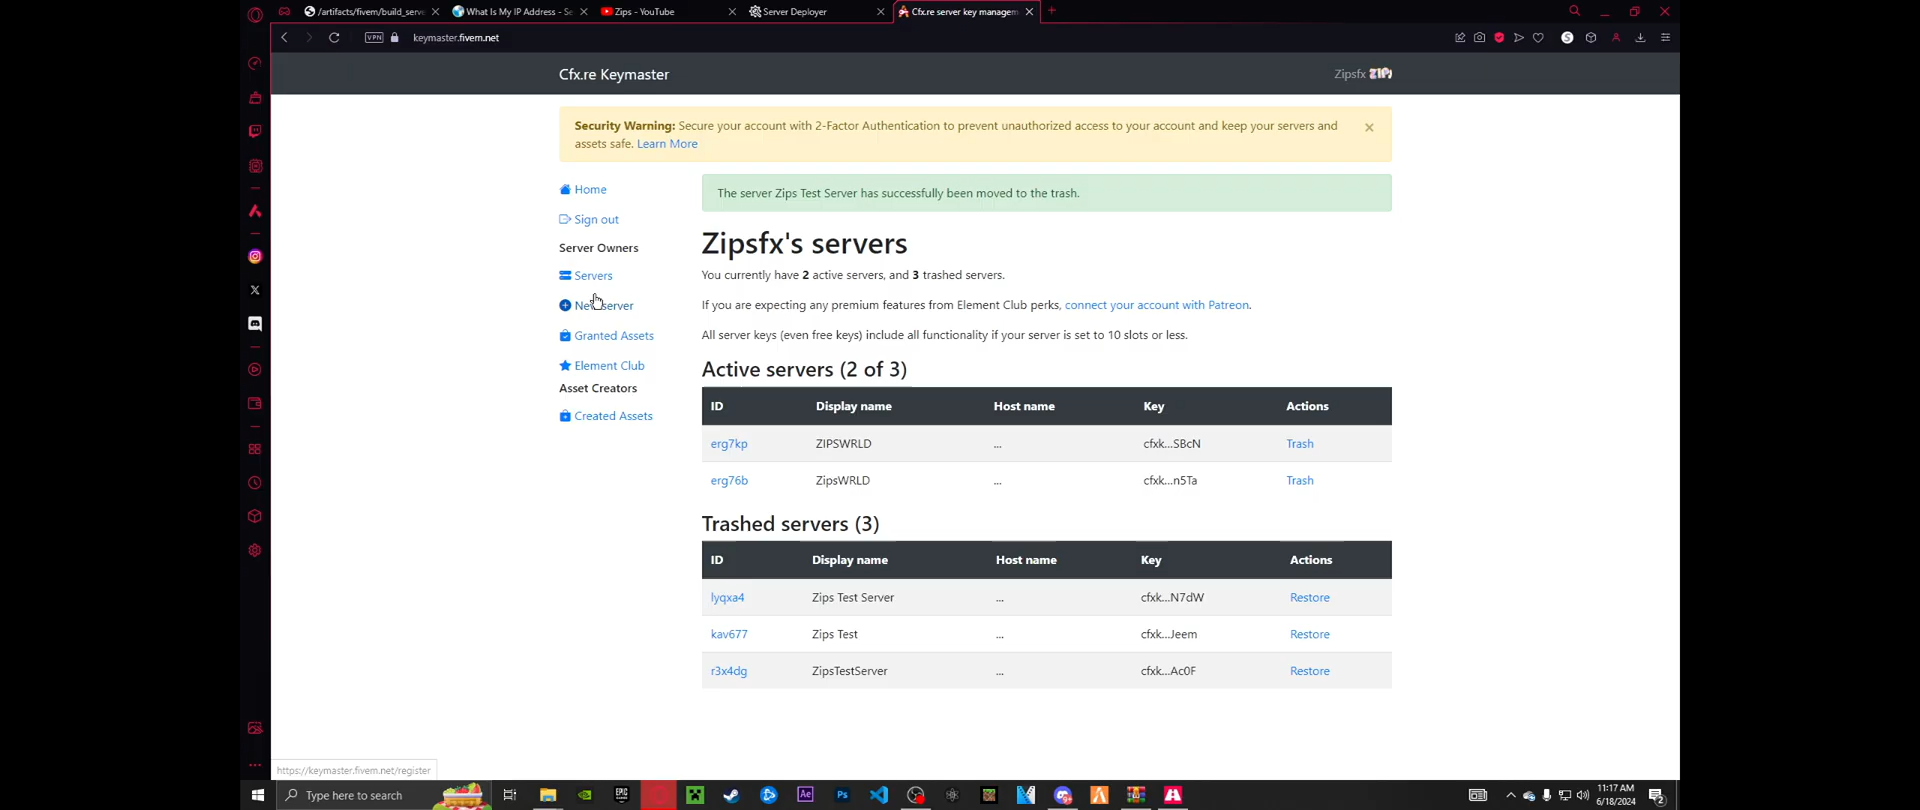 /artifacts/fivem/build_serve
What Is My IP Address - Se
Zips - YouTube
Server Deployer
Cfx.re server key managem
VPN
keymaster.fivem.net
Cfx.re Keymaster
Zipsfx
Security Warning: Secure your account with 2-Factor Authentication to prevent unauthorized access to your account and keep your servers and
assets safe. Learn More
Home
The server Zips Test Server has successfully been moved to the trash.
Sign out
Server Owners
Zipsfx's servers
Servers
You currently have 2 active servers, and 3 trashed servers.
New server
If you are expecting any premium features from Element Club perks, connect your account with Patreon.
Granted Assets
All server keys (even free keys) include all functionality if your server is set to 10 slots or less.
Element Club
Active servers (2 of 3)
Asset Creators
Created Assets
ID Display name Host name Key Actions
erg7kp ZIPSWRLD ... cfxk...SBcN Trash
erg76b ZipsWRLD ... cfxk...n5Ta Trash
Trashed servers (3)
ID Display name Host name Key Actions
lyqxa4 Zips Test Server ... cfxk...N7dW Restore
kav677 Zips Test ... cfxk...Jeem Restore
r3x4dg ZipsTestServer ... cfxk...Ac0F Restore
https://keymaster.fivem.net/register
Type here to search
EPIC
Ae
Ps
11:17 AM
6/18/2024
2